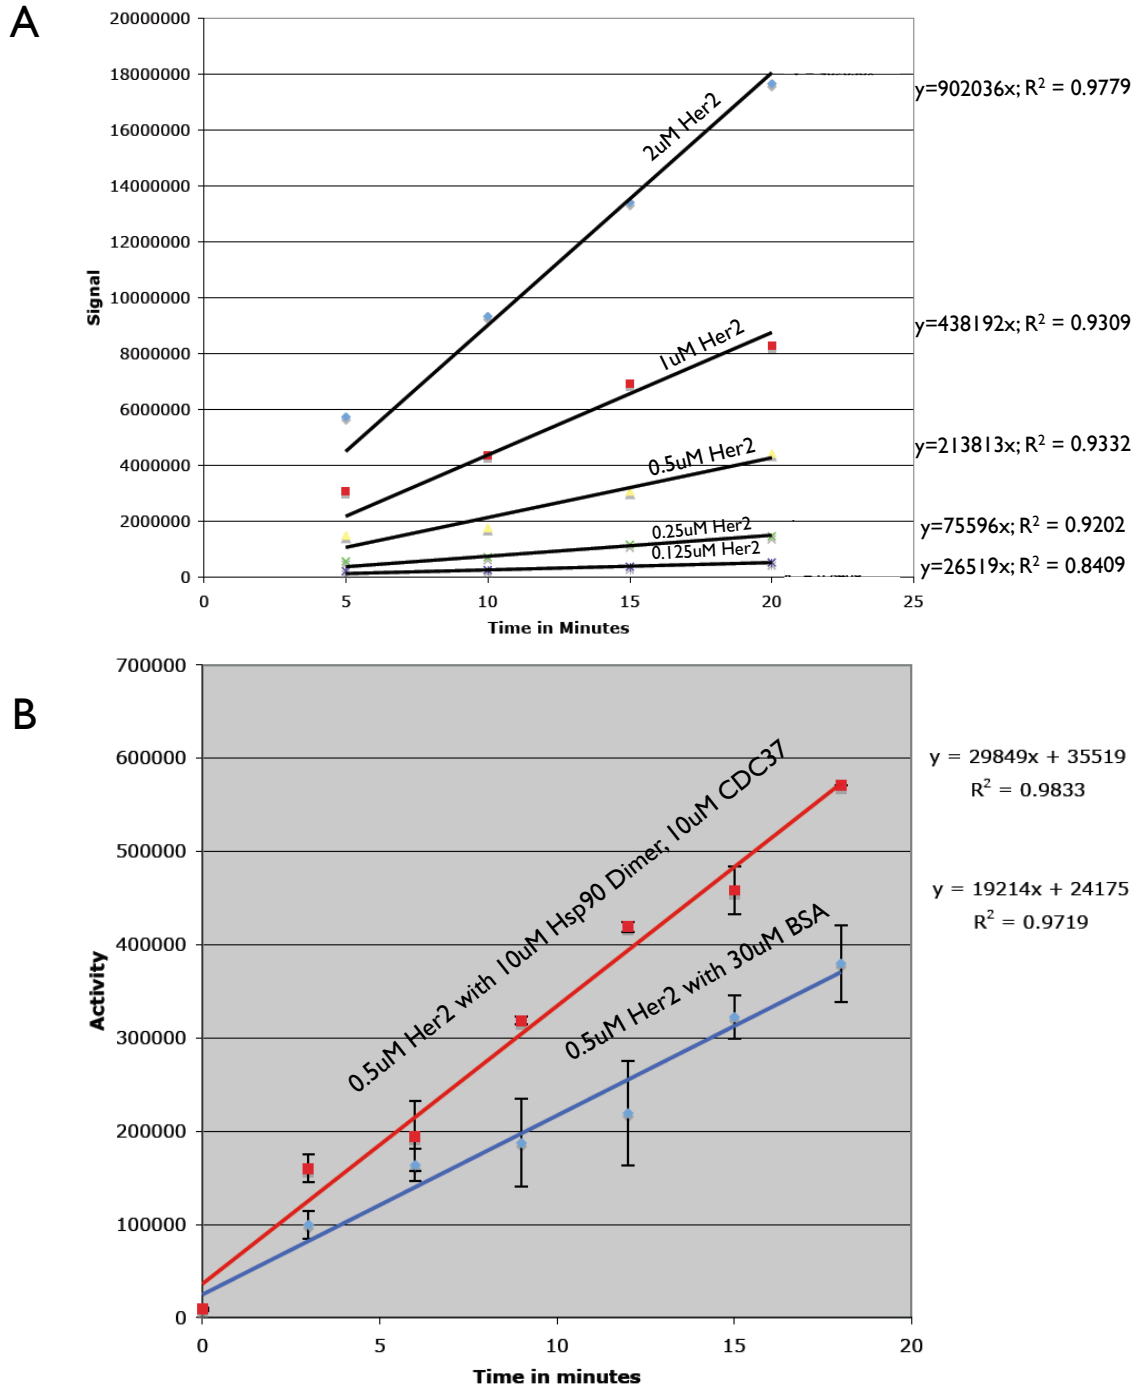 A
20000000
18000000
16000000
14000000
12000000
10000000
8000000
6000000
4000000
2000000
0
Signal
2uM Her2
1uM Her2
0.5uM Her2
0.25uM Her2
0.125uM Her2
y=902036x; R² = 0.9779
y=438192x; R² = 0.9309
y=213813x; R² = 0.9332
y=75596x; R² = 0.9202
y=26519x; R² = 0.8409
0 5 10 15 20 25
Time in Minutes
B
700000
600000
500000
400000
300000
200000
100000
0
Activity
0.5uM Her2 with 10uM Hsp90 Dimer, 10uM CDC37
0.5uM Her2 with 30uM BSA
y = 29849x + 35519
R² = 0.9833
y = 19214x + 24175
R² = 0.9719
0 5 10 15 20
Time in minutes